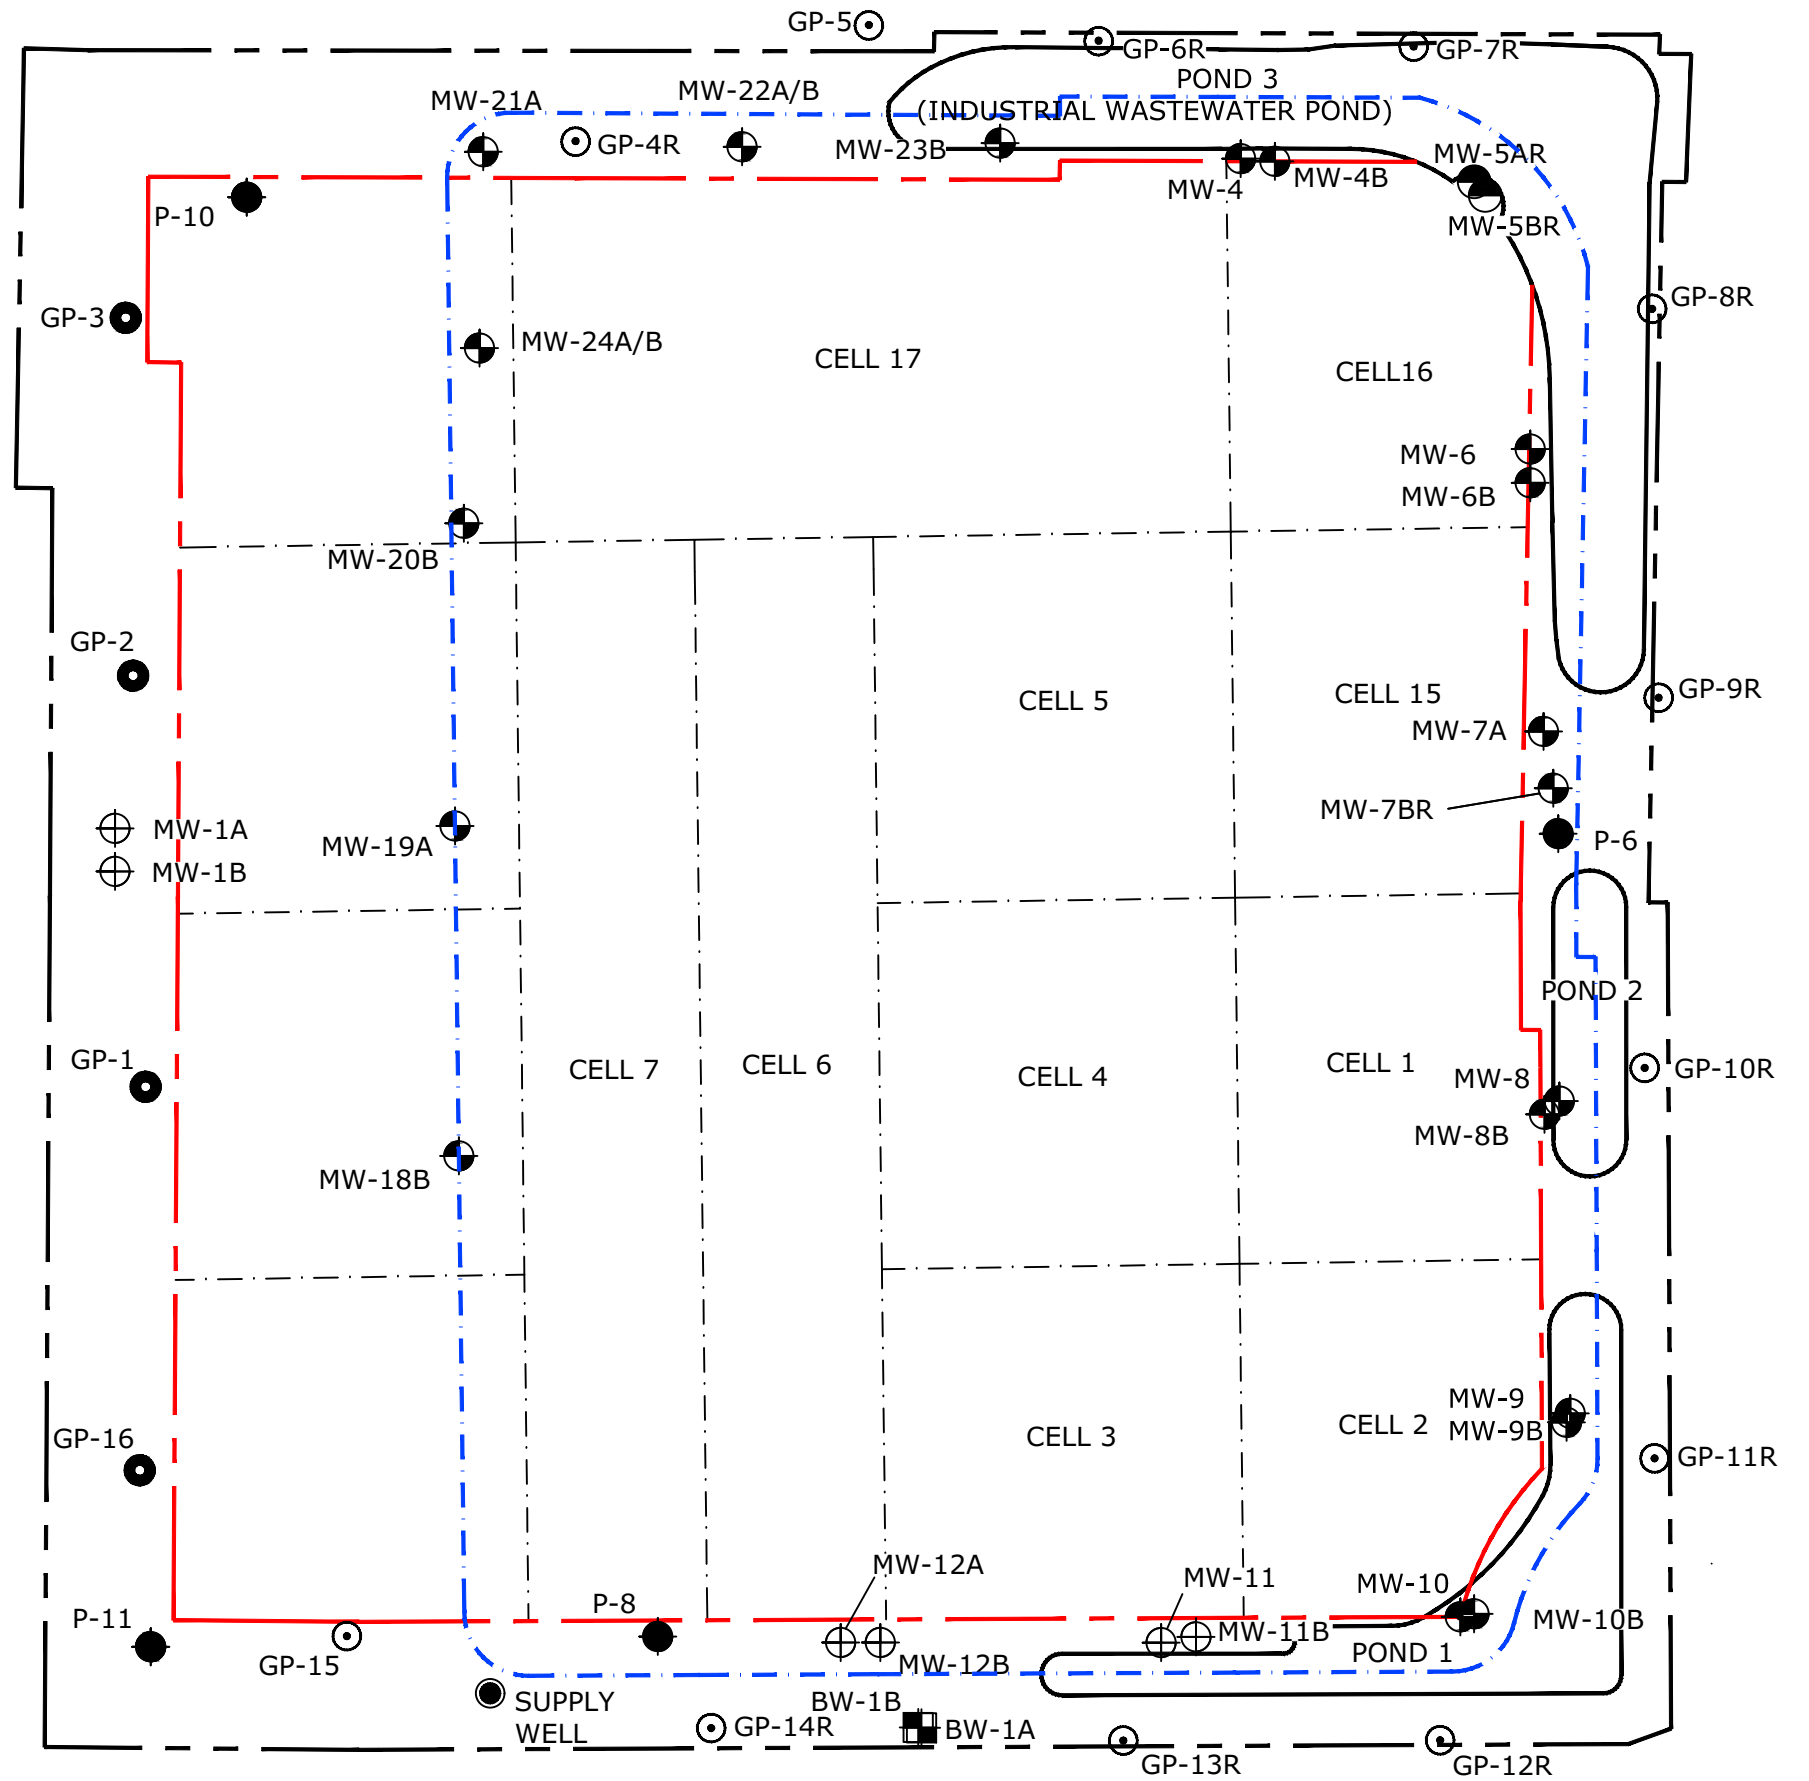 GP-5
GP-6R
GP-7R
POND 3
(INDUSTRIAL WASTEWATER POND)
MW-21A
MW-22A/B
GP-4R
MW-23B
MW-5AR
MW-4
MW-4B
P-10
MW-5BR
GP-3
GP-8R
MW-24A/B
CELL 17
CELL16
MW-6
MW-6B
MW-20B
GP-2
CELL 5
CELL 15
GP-9R
MW-7A
MW-7BR
MW-1A
MW-19A
P-6
MW-1B
POND 2
GP-1
CELL 7
CELL 6
CELL 4
CELL 1
MW-8
GP-10R
MW-8B
MW-18B
GP-16
CELL 3
CELL 2
MW-9
MW-9B
GP-11R
MW-12A
MW-11
MW-10
P-11
P-8
MW-11B
MW-10B
GP-15
MW-12B
POND 1
SUPPLY
WELL
BW-1B
GP-14R
BW-1A
GP-13R
GP-12R